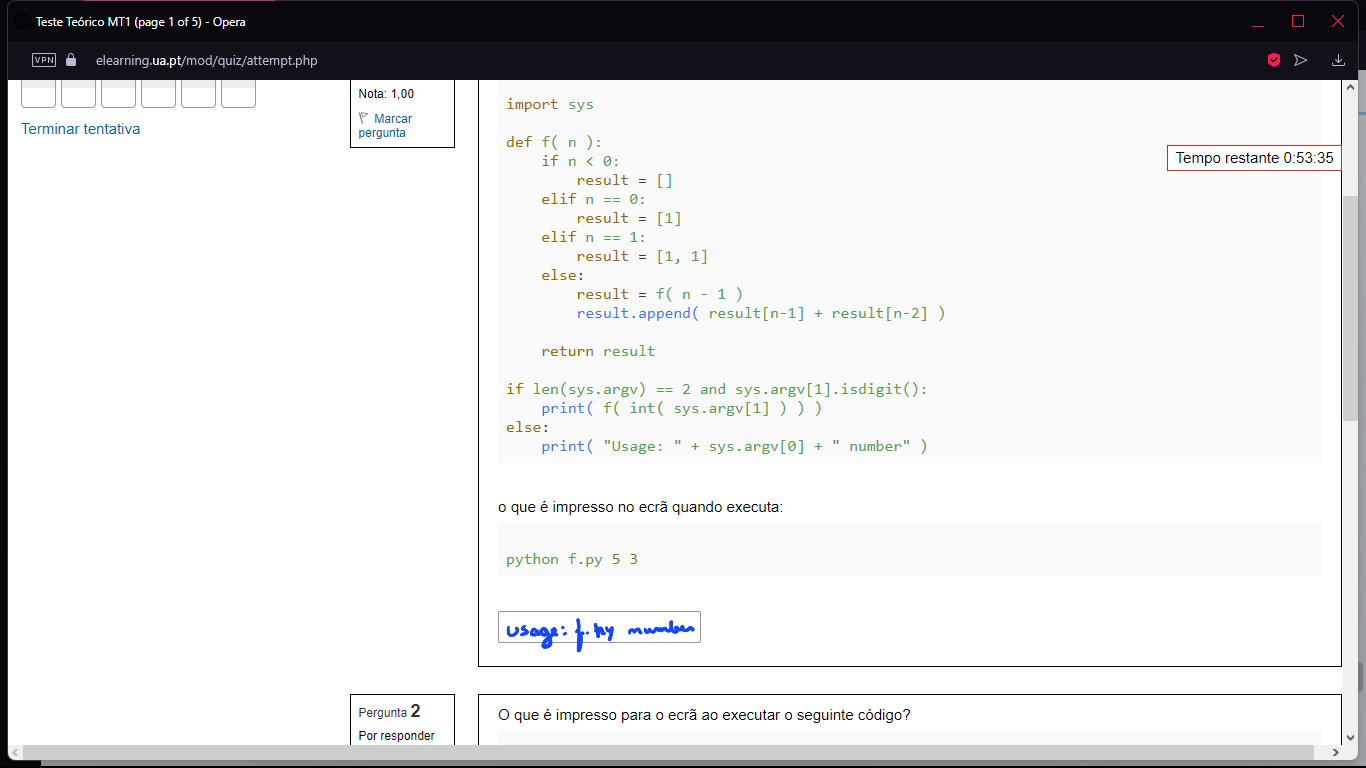 Teste Teórico MT1 (page 1 of 5) - Opera
VPN elearning.ua.pt/mod/quiz/attempt.php
Terminar tentativa
Nota: 1,00
Marcar
pergunta
Tempo restante 0:53:35
import sys
def f( n ):
    if n < 0:
        result = []
    elif n == 0:
        result = [1]
    elif n == 1:
        result = [1, 1]
    else:
        result = f( n - 1 )
        result.append( result[n-1] + result[n-2] )
    return result
if len(sys.argv) == 2 and sys.argv[1].isdigit():
    print( f( int( sys.argv[1] ) ) )
else:
    print( "Usage: " + sys.argv[0] + " number" )
o que é impresso no ecrã quando executa:
python f.py 5 3
usage: f.py number
Pergunta 2
Por responder
O que é impresso para o ecrã ao executar o seguinte código?